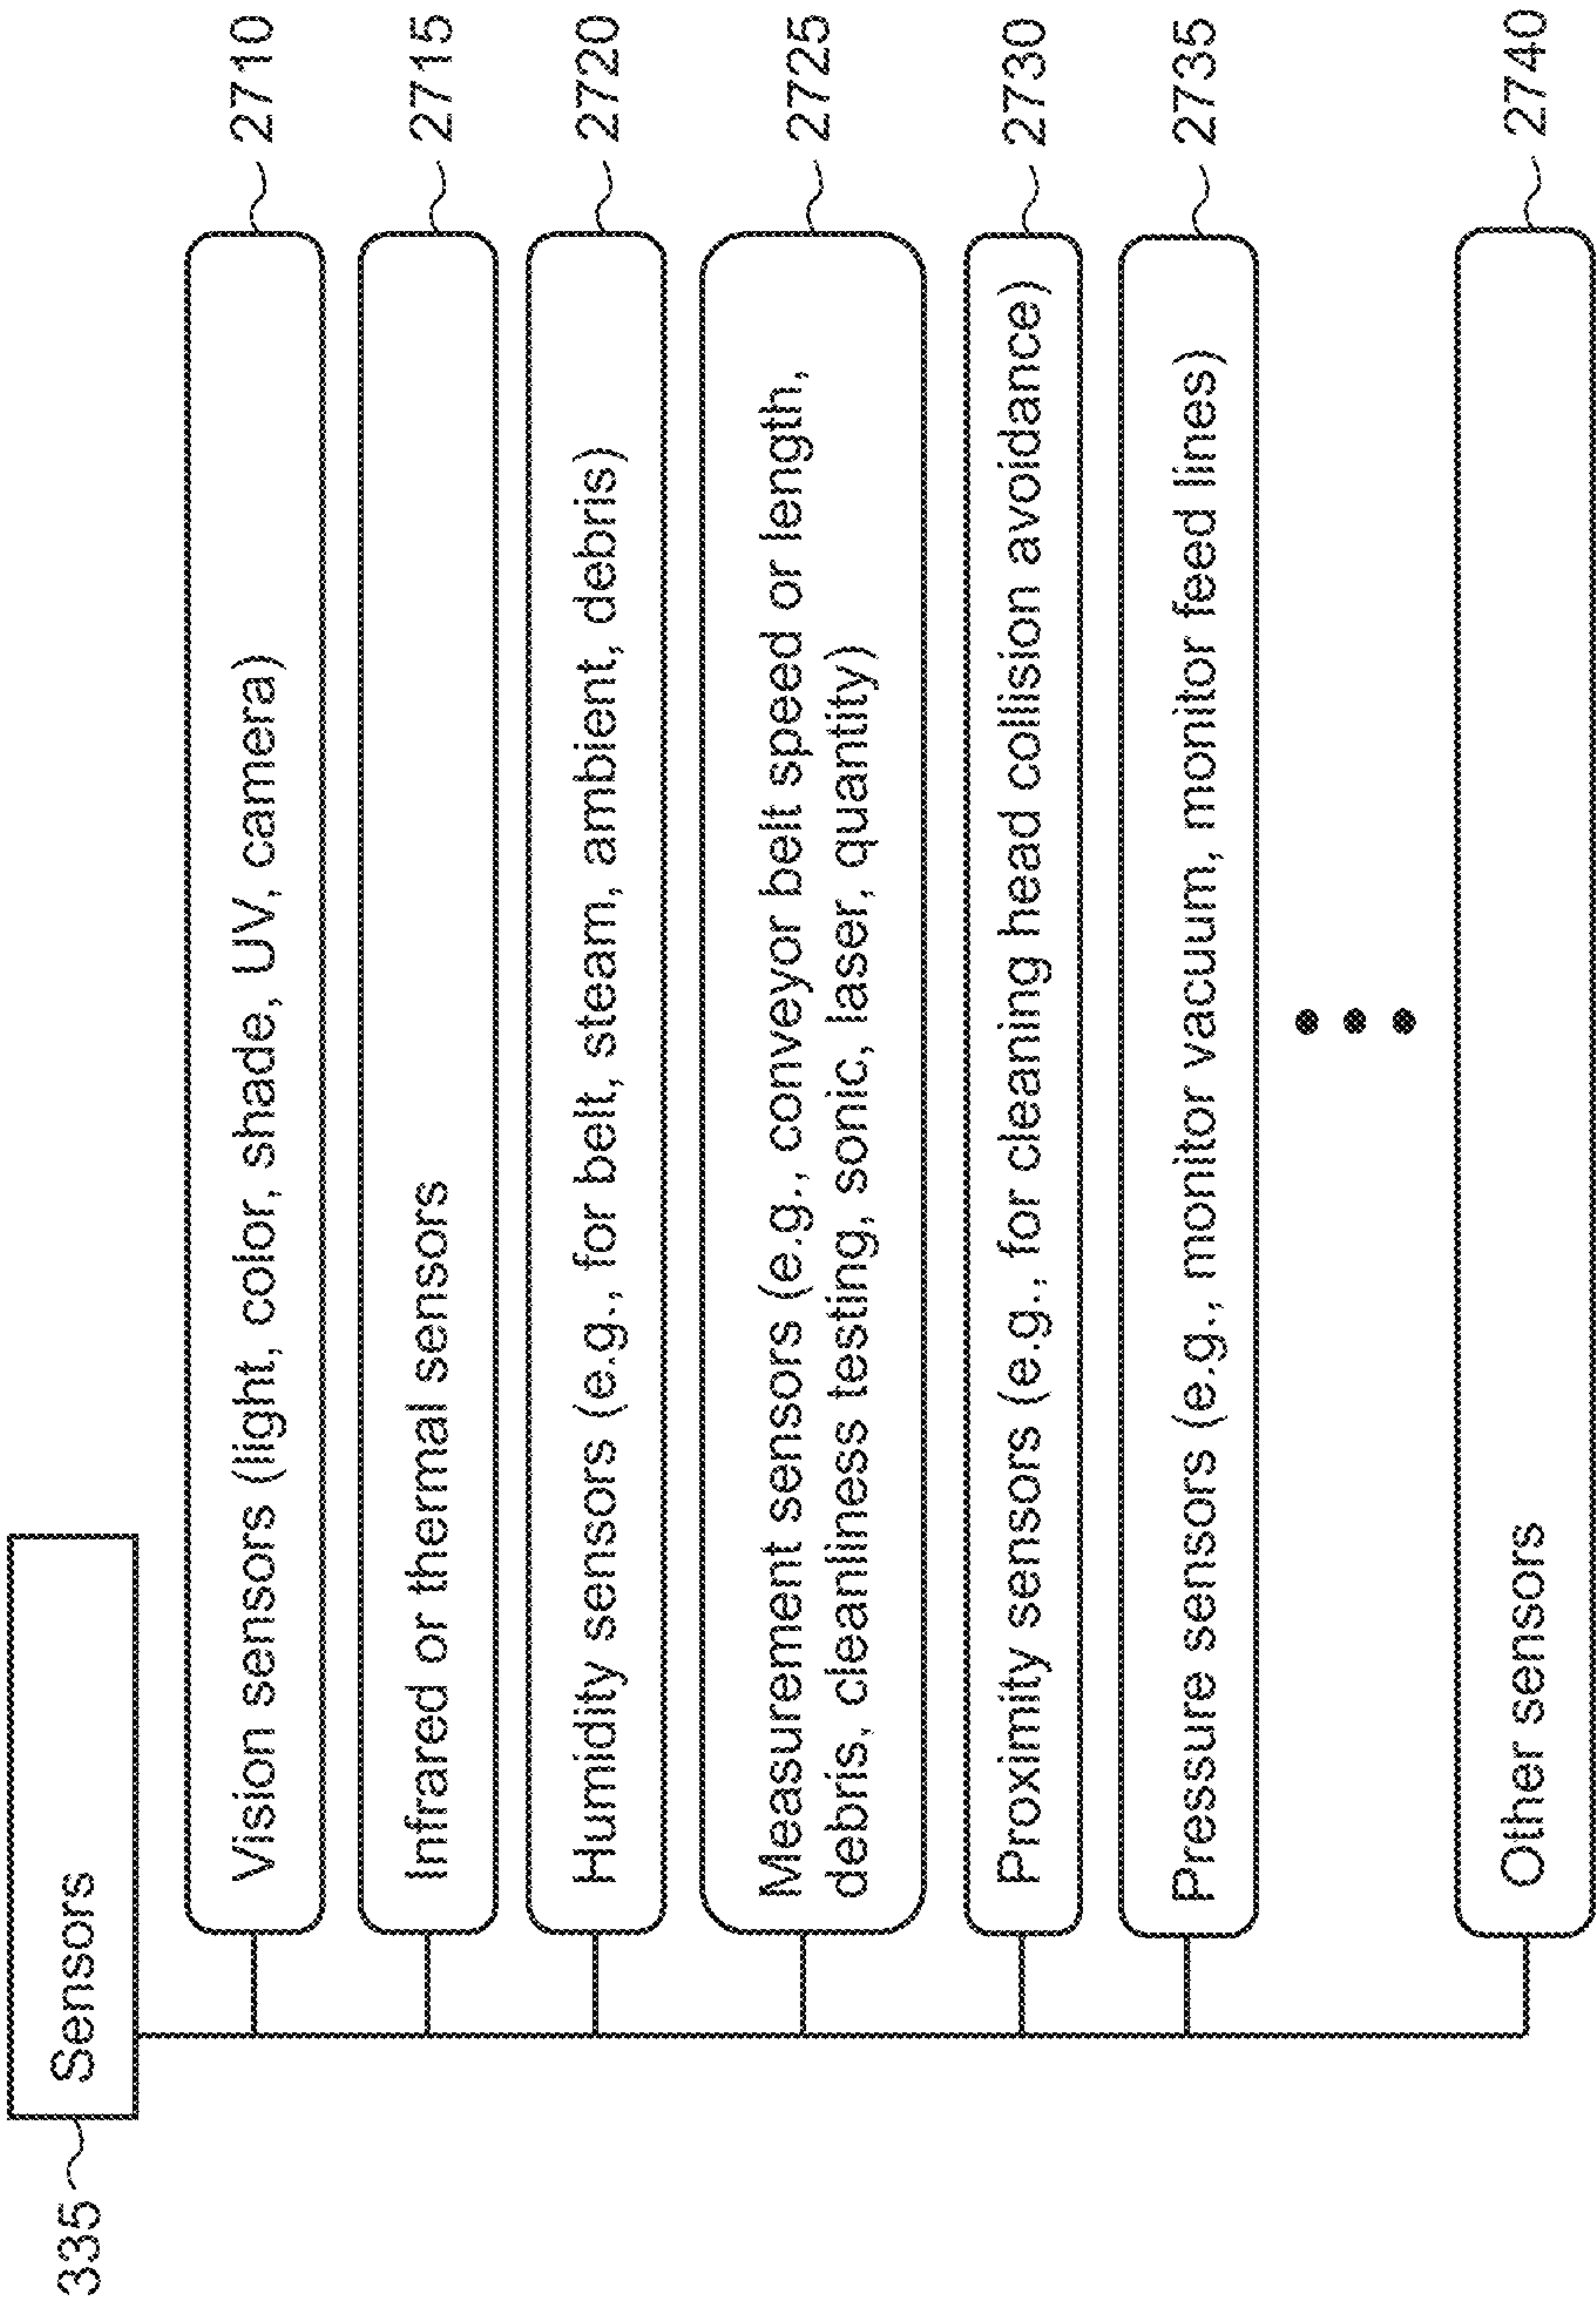 335
Sensors
Vision sensors (light, color, shade, UV, camera)
2710
Infrared or thermal sensors
2715
Humidity sensors (e.g., for belt, steam, ambient, debris)
2720
Measurement sensors (e.g., conveyor belt speed or length,
debris, cleanliness testing, sonic, laser, quantity)
2725
Proximity sensors (e.g., for cleaning head collision avoidance)
2730
Pressure sensors (e.g., monitor vacuum, monitor feed lines)
2735
Other sensors
2740